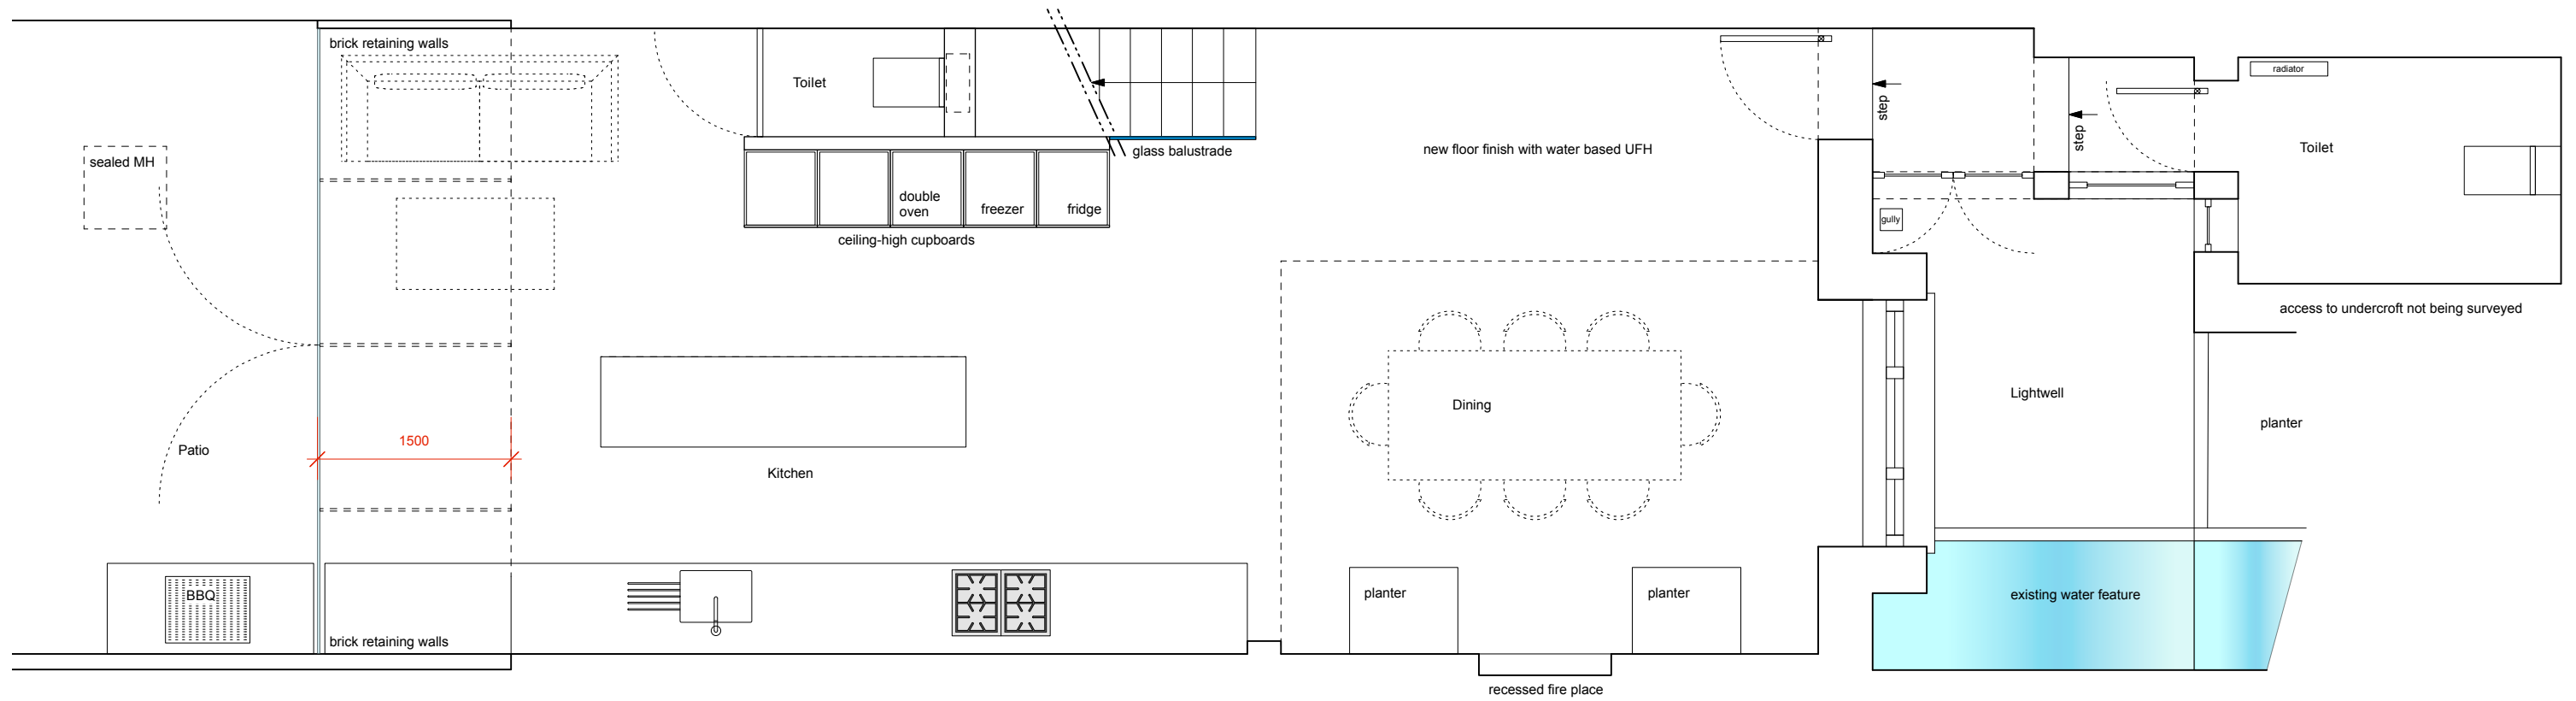 brick retaining walls
radiator
Toilet
sealed MH
step
step
Toilet
glass balustrade
new floor finish with water based UFH
double
oven
freezer
fridge
gully
ceiling-high cupboards
access to undercroft not being surveyed
Lightwell
Dining
planter
1500
Patio
Kitchen
BBQ
planter
planter
existing water feature
brick retaining walls
recessed fire place